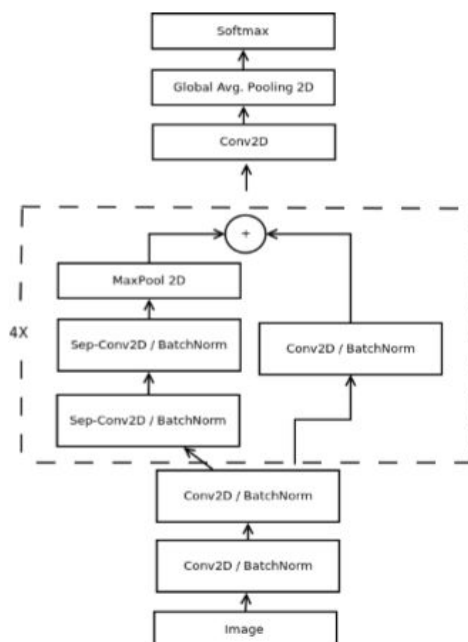 Softmax
Global Avg. Pooling 2D
Conv2D
+
MaxPool 2D
4X
Sep-Conv2D / BatchNorm
Conv2D / BatchNorm
Sep-Conv2D / BatchNorm
Conv2D / BatchNorm
Conv2D / BatchNorm
Image